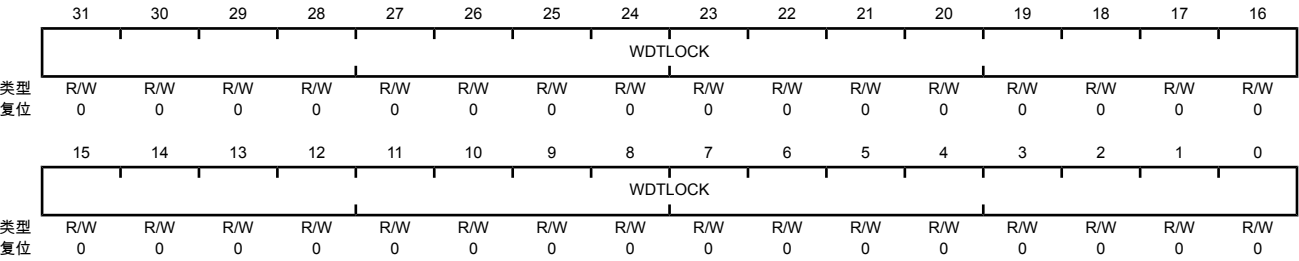 31 30 29 28 27 26 25 24 23 22 21 20 19 18 17 16
WDTLOCK
类型 R/W R/W R/W R/W R/W R/W R/W R/W R/W R/W R/W R/W R/W R/W R/W R/W
复位 0 0 0 0 0 0 0 0 0 0 0 0 0 0 0 0
15 14 13 12 11 10 9 8 7 6 5 4 3 2 1 0
WDTLOCK
类型 R/W R/W R/W R/W R/W R/W R/W R/W R/W R/W R/W R/W R/W R/W R/W R/W
复位 0 0 0 0 0 0 0 0 0 0 0 0 0 0 0 0